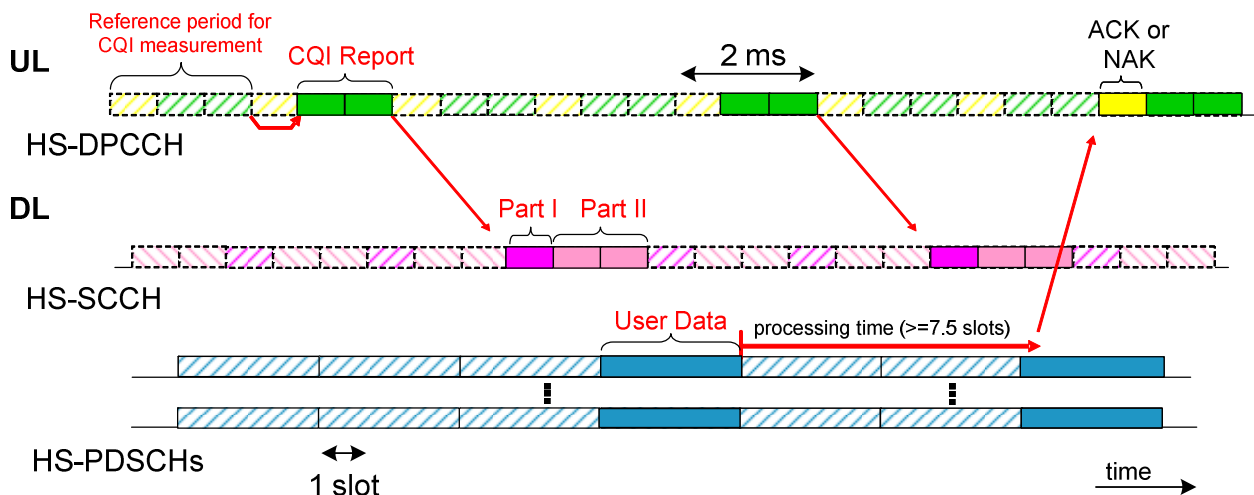 Reference period for
CQI measurement
UL
CQI Report
2 ms
ACK or
NAK
HS-DPCCH
DL
Part I
Part II
HS-SCCH
User Data
processing time (>=7.5 slots)
HS-PDSCHs
1 slot
time